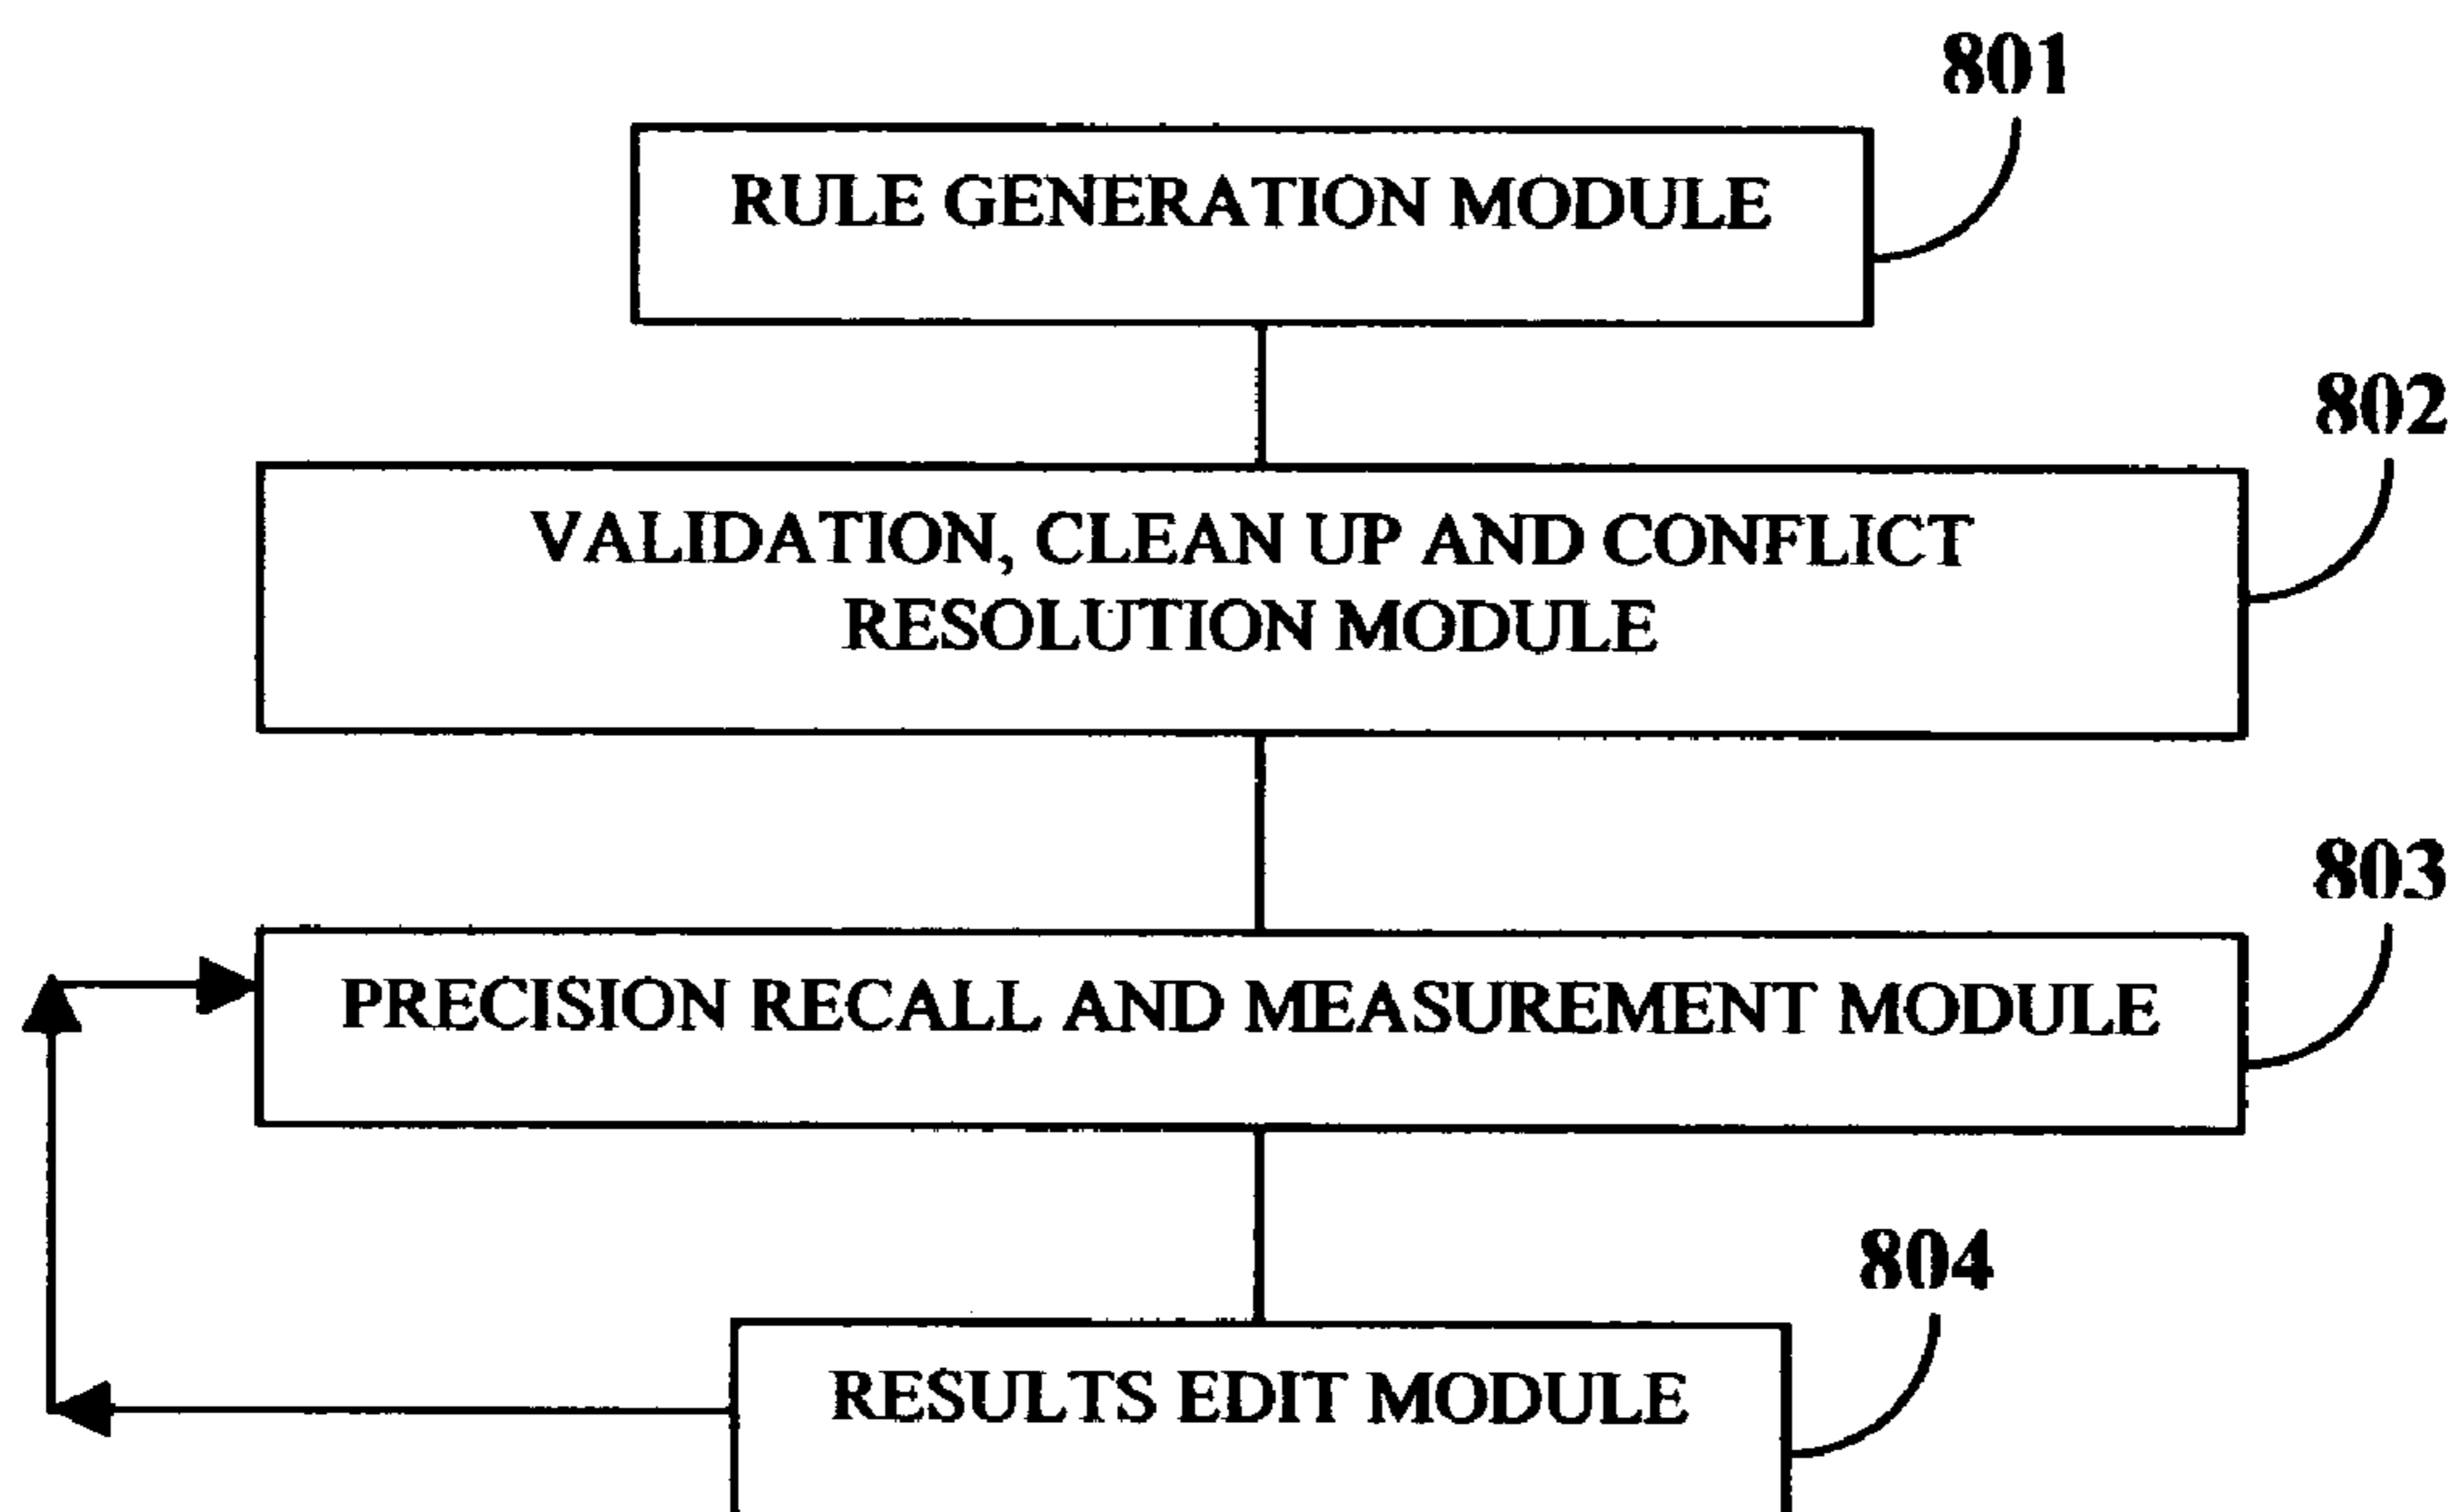 801
RULE GENERATION MODULE
802
VALIDATION, CLEAN UP AND CONFLICT
RESOLUTION MODULE
803
PRECISION RECALL AND MEASUREMENT MODULE
804
RESULTS EDIT MODULE